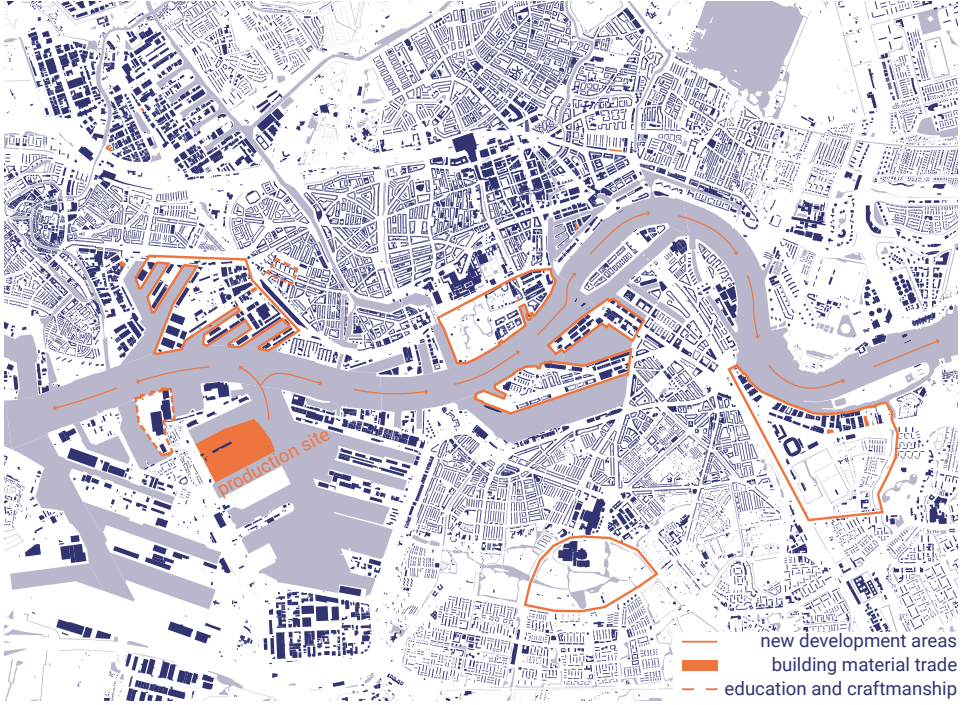 production site
new development areas
building material trade
education and craftmanship